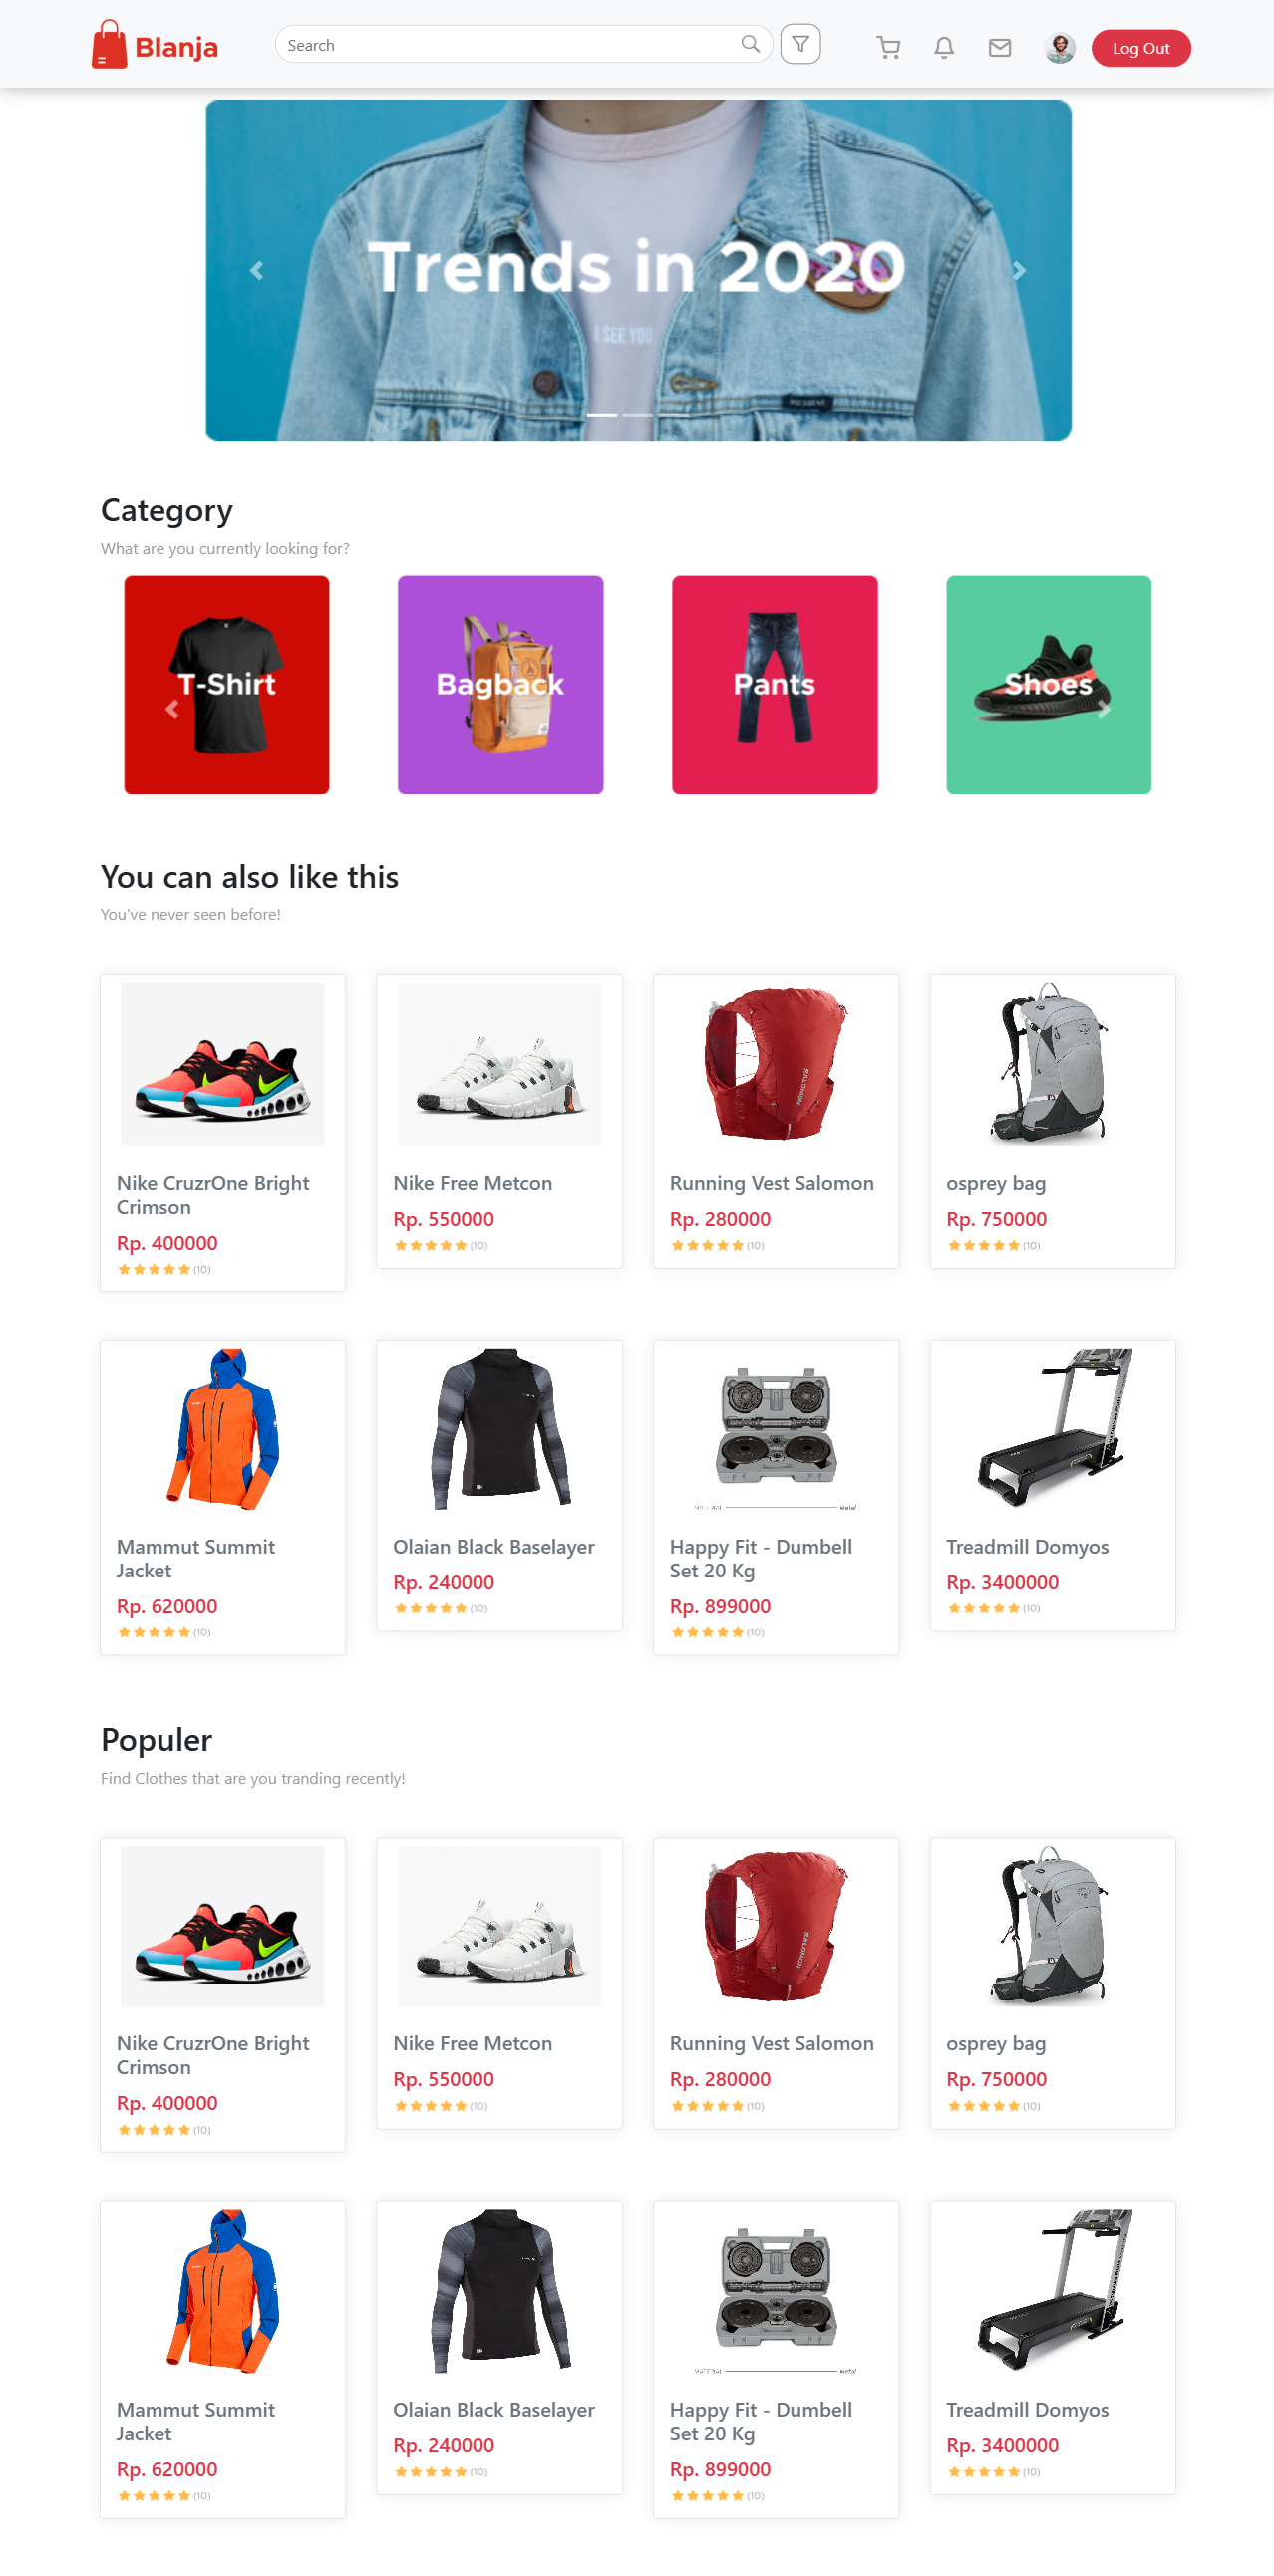 Blanja
Search
Log Out
Trends in 2020
I SEE YOU
Category
What are you currently looking for?
T-Shirt
Bagback
Pants
Shoes
You can also like this
You've never seen before!
SALOMON
Nike CruzrOne Bright
Crimson
Rp. 400000
(10)
Nike Free Metcon
Rp. 550000
(10)
Running Vest Salomon
Rp. 280000
(10)
osprey bag
Rp. 750000
(10)
Mammut Summit
Jacket
Rp. 620000
(10)
Olaian Black Baselayer
Rp. 240000
(10)
Metal
Happy Fit - Dumbell
Set 20 Kg
Rp. 899000
(10)
Treadmill Domyos
Rp. 3400000
(10)
Populer
Find Clothes that are you tranding recently!
SALOMON
Nike CruzrOne Bright
Crimson
Rp. 400000
(10)
Nike Free Metcon
Rp. 550000
(10)
Running Vest Salomon
Rp. 280000
(10)
osprey bag
Rp. 750000
(10)
Mammut Summit
Jacket
Rp. 620000
(10)
Olaian Black Baselayer
Rp. 240000
(10)
MATERIAL Metal
Happy Fit - Dumbell
Set 20 Kg
Rp. 899000
(10)
Treadmill Domyos
Rp. 3400000
(10)